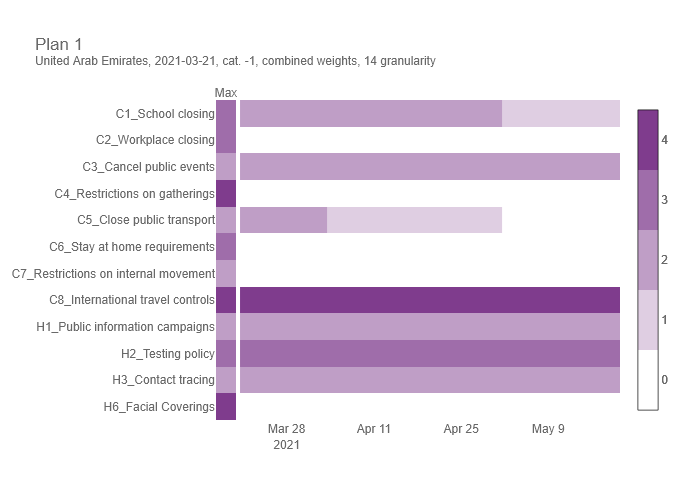 Plan 1
United Arab Emirates, 2021-03-21, cat. -1, combined weights, 14 granularity
Max
C1_School closing
C2_Workplace closing
C3_Cancel public events
C4_Restrictions on gatherings
C5_Close public transport
C6_Stay at home requirements
C7_Restrictions on internal movement
C8_International travel controls
H1_Public information campaigns
H2_Testing policy
H3_Contact tracing
H6_Facial Coverings
Mar 28 Apr 11 Apr 25 May 9
2021
4
3
2
1
0